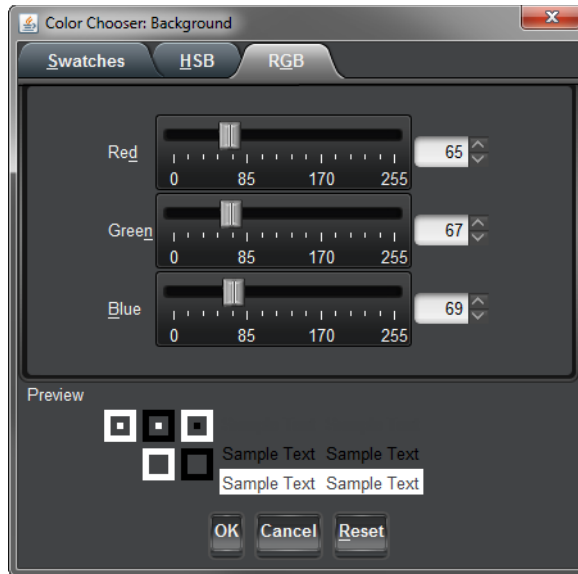 Color Chooser: Background
Swatches HSB RGB
Red 65
0 85 170 255
Green 67
0 85 170 255
Blue 69
0 85 170 255
Preview
Sample Text Sample Text
Sample Text Sample Text
OK Cancel Reset